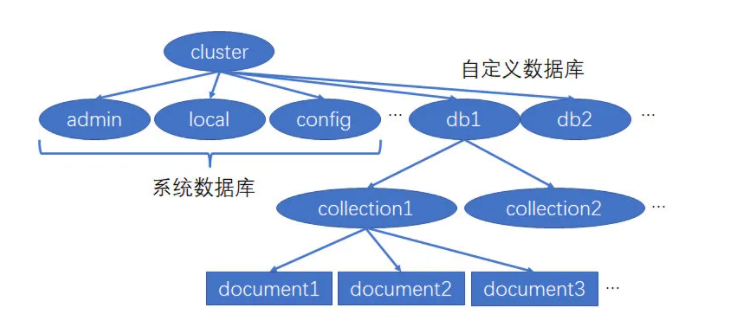 cluster
自定义数据库
admin
local
config
...
db1
db2
...
系统数据库
collection1
collection2
...
document1
document2
document3
...